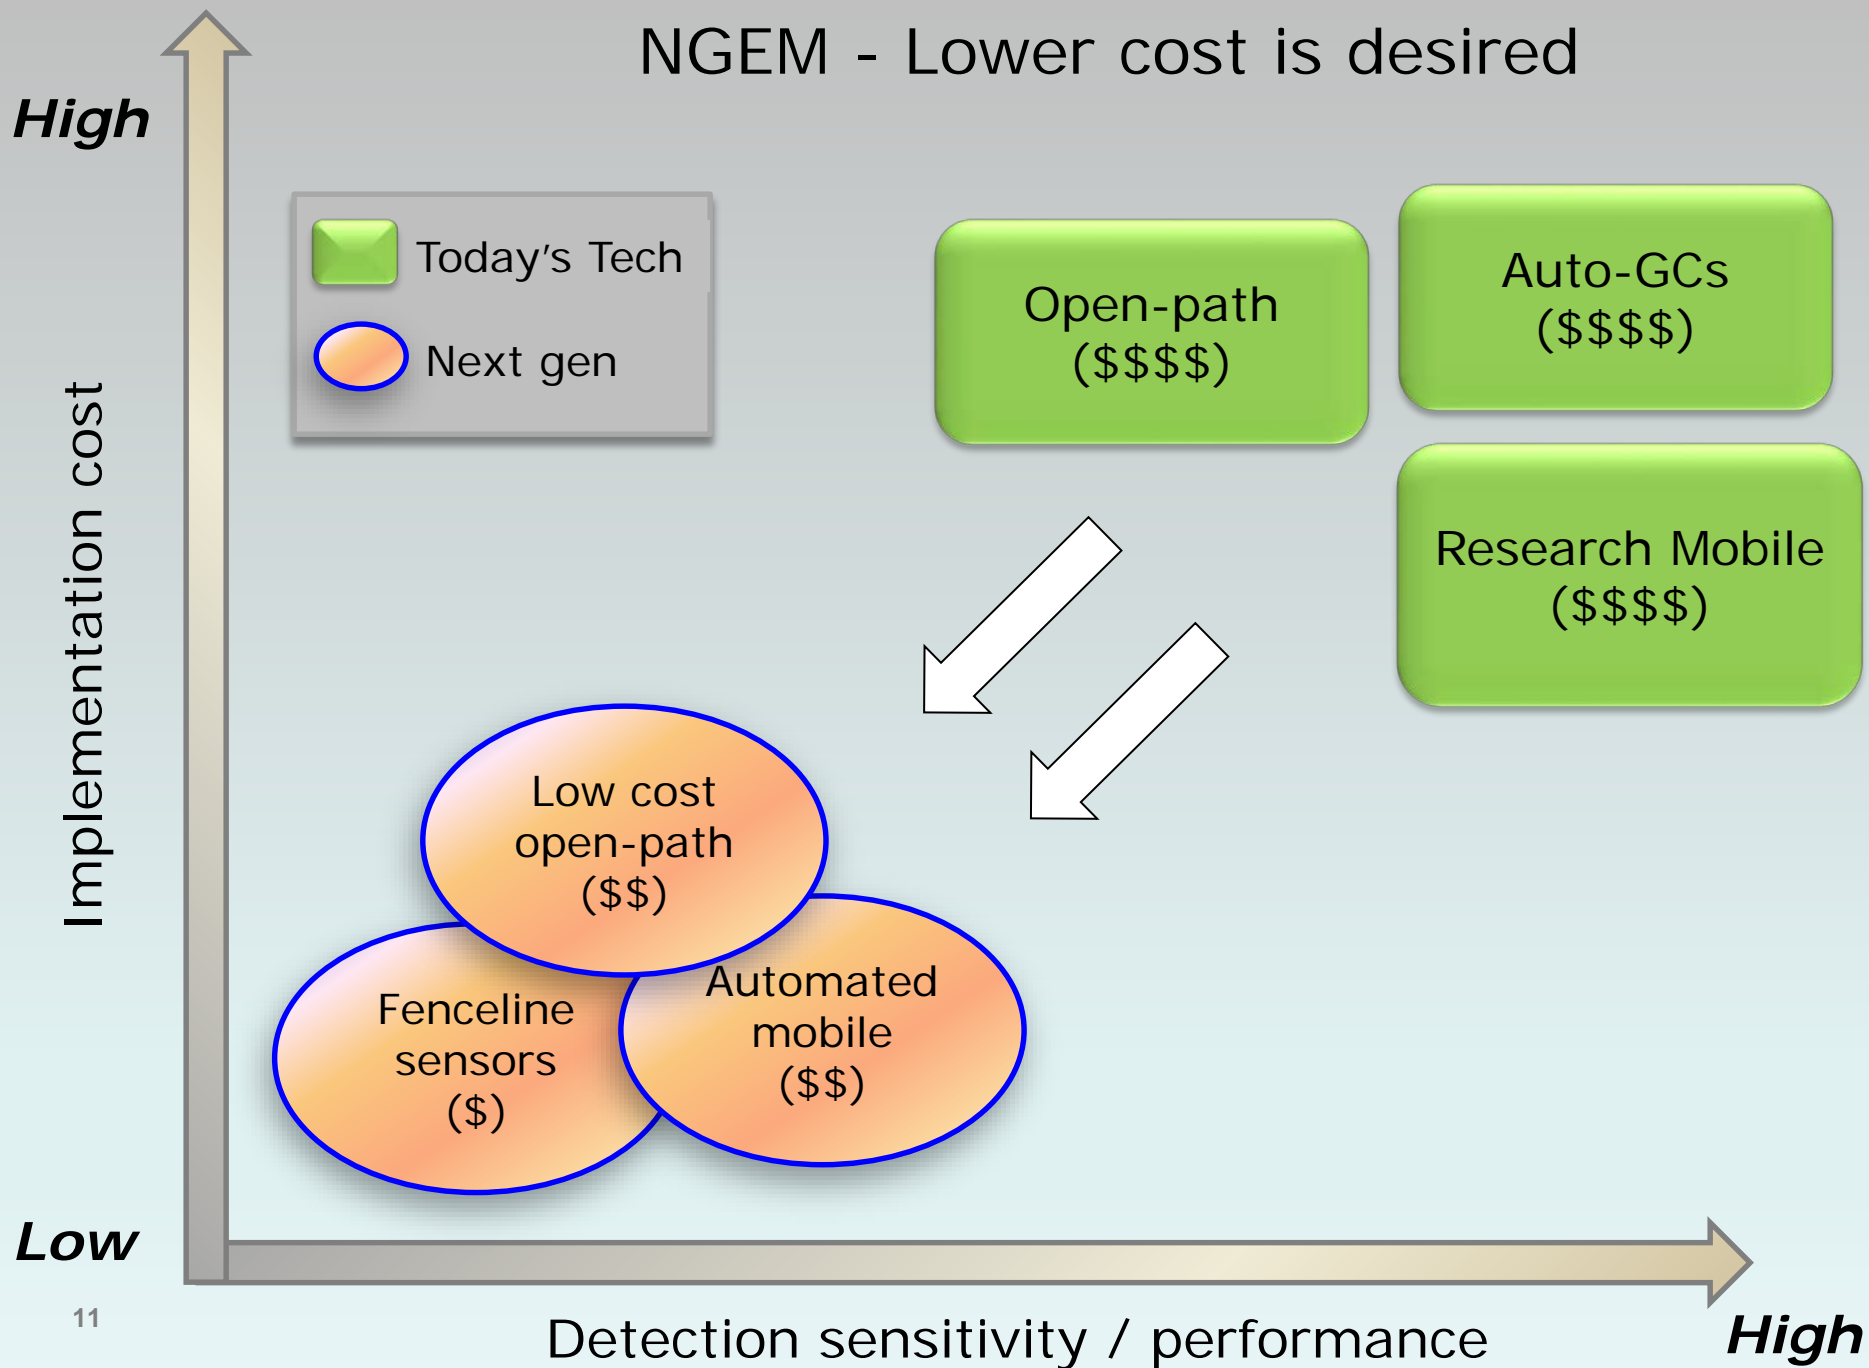 NGEM - Lower cost is desired
High
Today's Tech
Next gen
Open-path
($$$$)
Auto-GCs
($$$$)
Research Mobile
($$$$)
Implementation cost
Low cost
open-path
($$)
Fenceline
sensors
($)
Automated
mobile
($$)
Low
11
Detection sensitivity / performance
High